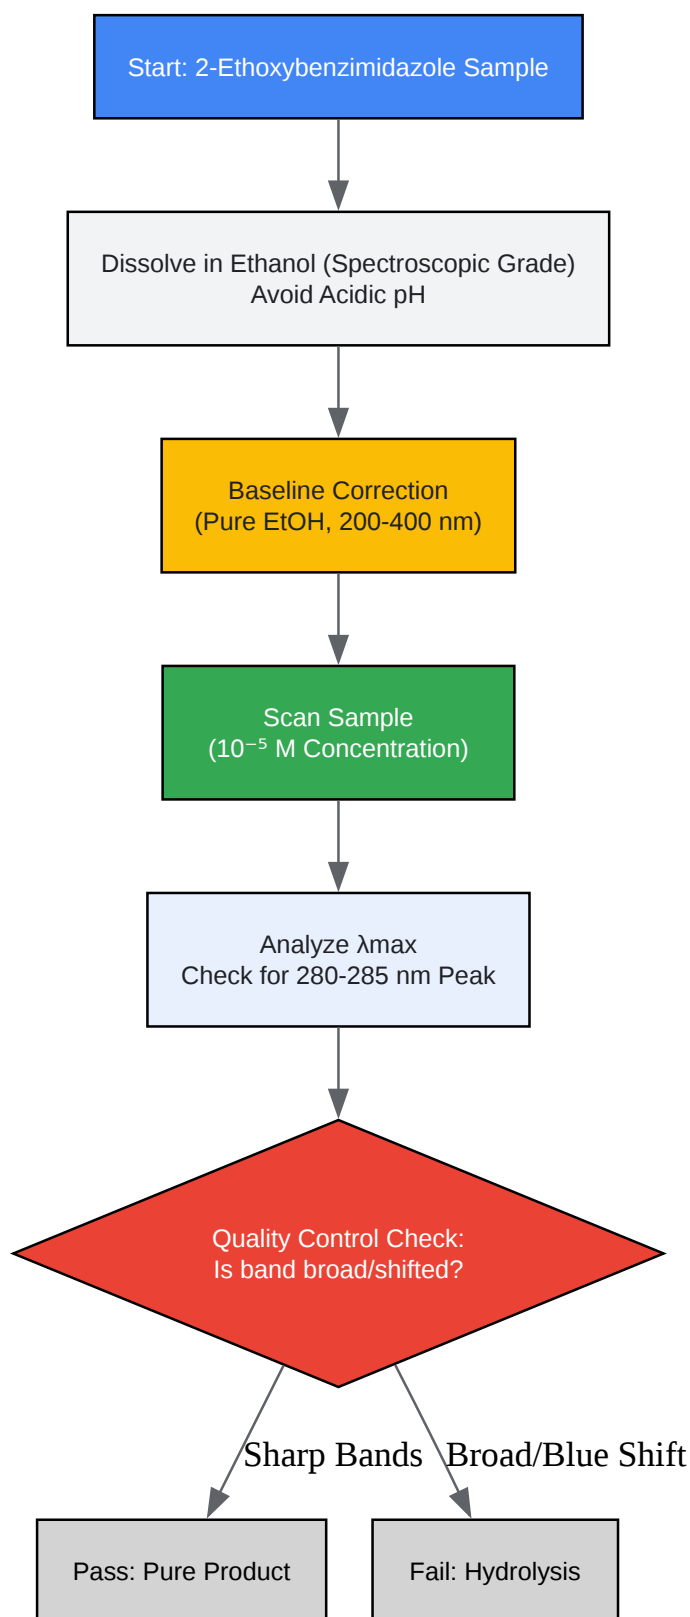 Start: 2-Ethoxybenzimidazole Sample
Dissolve in Ethanol (Spectroscopic Grade)
Avoid Acidic pH
Baseline Correction
(Pure EtOH, 200-400 nm)
Scan Sample
(10⁻⁵ M Concentration)
Analyze λmax
Check for 280-285 nm Peak
Quality Control Check:
Is band broad/shifted?
Sharp Bands
Broad/Blue Shift
Pass: Pure Product
Fail: Hydrolysis